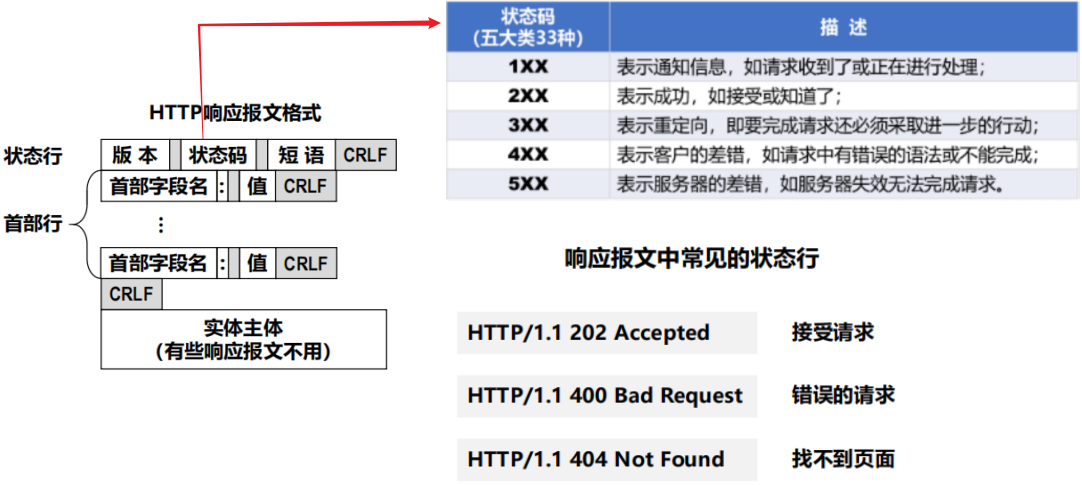 HTTP响应报文格式
状态行
版 本 状态码 短 语 CRLF
首部字段名 : 值 CRLF
首部行
⋮
首部字段名 : 值 CRLF
CRLF
实体主体
（有些响应报文不用）
状态码
（五大类33种）
描 述
1XX 表示通知信息，如请求收到了或正在进行处理；
2XX 表示成功，如接受或知道了；
3XX 表示重定向，即要完成请求还必须采取进一步的行动；
4XX 表示客户的差错，如请求中有错误的语法或不能完成；
5XX 表示服务器的差错，如服务器失效无法完成请求。
响应报文中常见的状态行
HTTP/1.1 202 Accepted 接受请求
HTTP/1.1 400 Bad Request 错误的请求
HTTP/1.1 404 Not Found 找不到页面